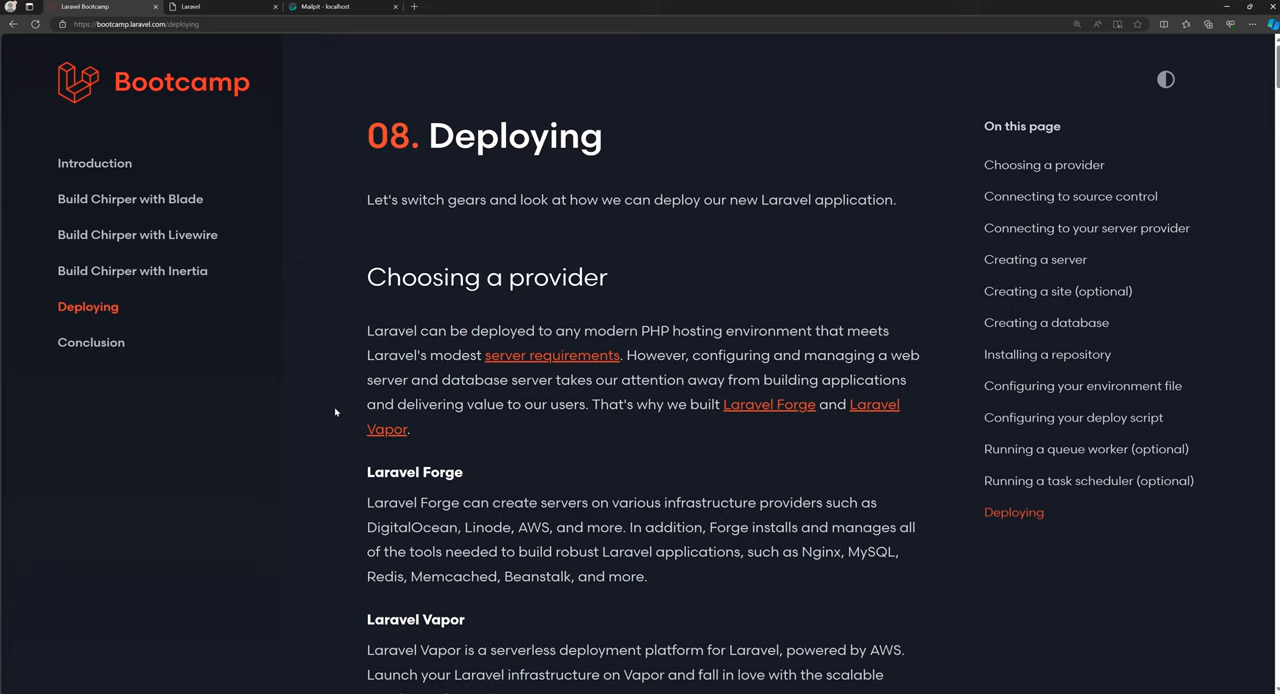 Laravel Bootcamp
Laravel
Mailpit - localhost
https://bootcamp.laravel.com/deploying
Bootcamp
Introduction
Build Chirper with Blade
Build Chirper with Livewire
Build Chirper with Inertia
Deploying
Conclusion
08. Deploying
Let's switch gears and look at how we can deploy our new Laravel application.
Choosing a provider
Laravel can be deployed to any modern PHP hosting environment that meets
Laravel's modest server requirements. However, configuring and managing a web
server and database server takes our attention away from building applications
and delivering value to our users. That's why we built Laravel Forge and Laravel
Vapor.
Laravel Forge
Laravel Forge can create servers on various infrastructure providers such as
DigitalOcean, Linode, AWS, and more. In addition, Forge installs and manages all
of the tools needed to build robust Laravel applications, such as Nginx, MySQL,
Redis, Memcached, Beanstalk, and more.
Laravel Vapor
Laravel Vapor is a serverless deployment platform for Laravel, powered by AWS.
Launch your Laravel infrastructure on Vapor and fall in love with the scalable
On this page
Choosing a provider
Connecting to source control
Connecting to your server provider
Creating a server
Creating a site (optional)
Creating a database
Installing a repository
Configuring your environment file
Configuring your deploy script
Running a queue worker (optional)
Running a task scheduler (optional)
Deploying